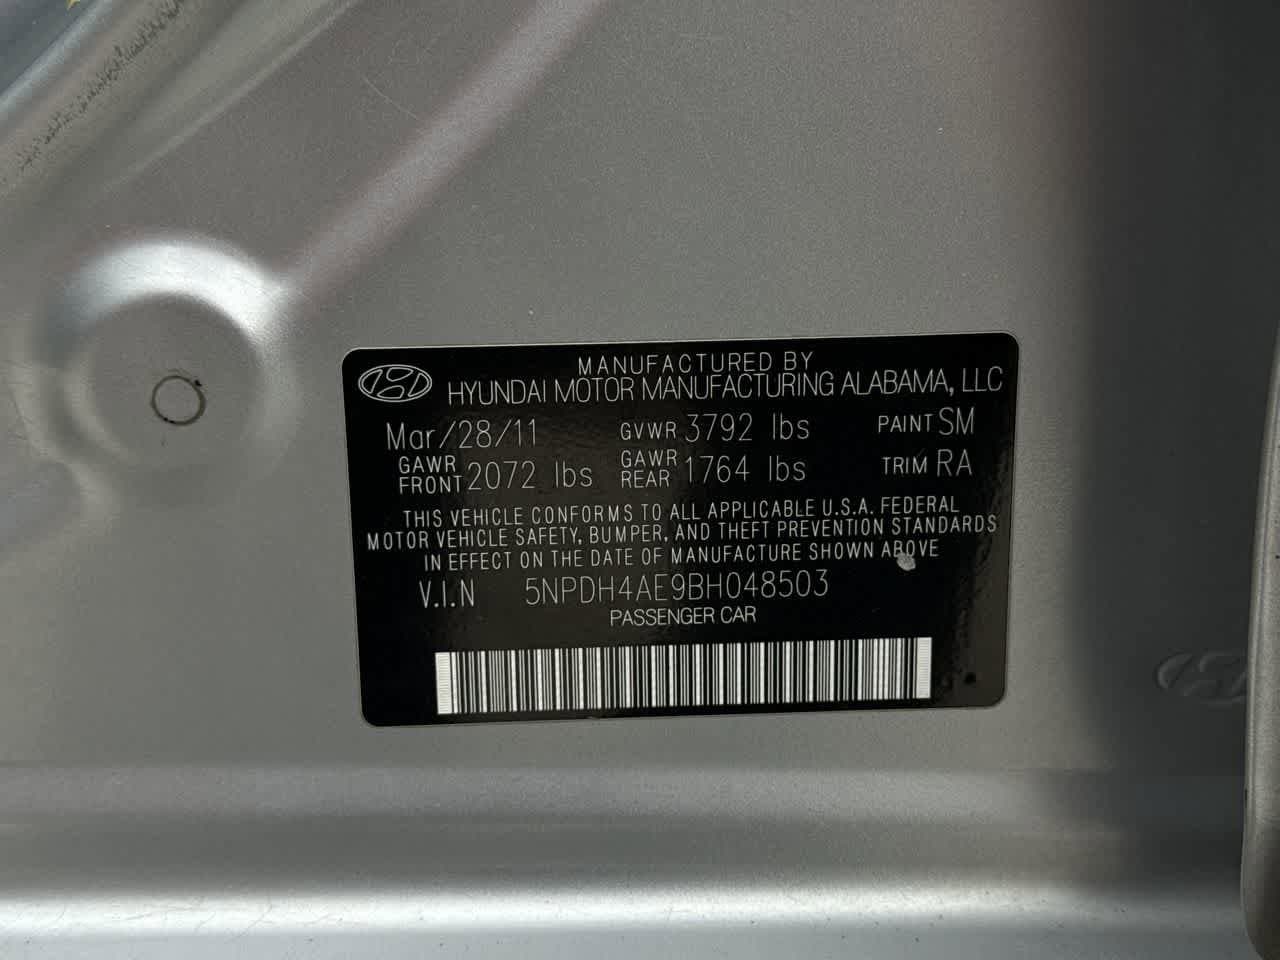 MANUFACTURED BY
HYUNDAI MOTOR MANUFACTURING ALABAMA, LLC
Mar/28/11 GVWR 3792 lbs PAINT SM
GAWR FRONT 2072 lbs GAWR REAR 1764 lbs TRIM RA
THIS VEHICLE CONFORMS TO ALL APPLICABLE U.S.A. FEDERAL
MOTOR VEHICLE SAFETY, BUMPER, AND THEFT PREVENTION STANDARDS
IN EFFECT ON THE DATE OF MANUFACTURE SHOWN ABOVE
V.I.N 5NPDH4AE9BH048503
PASSENGER CAR